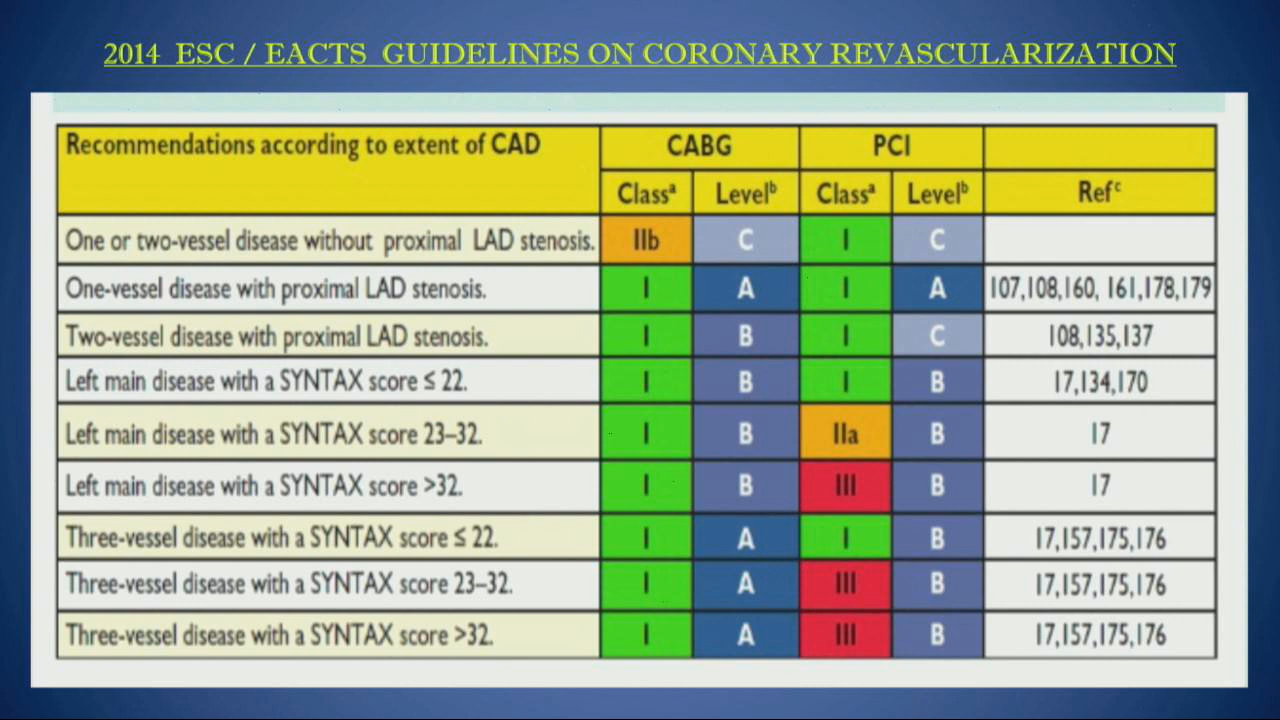 2014 ESC / EACTS GUIDELINES ON CORONARY REVASCULARIZATION
Recommendations according to extent of CAD CABG PCI
Classᵃ Levelᵇ Classᵃ Levelᵇ Refᶜ
One or two-vessel disease without proximal LAD stenosis. IIb C I C
One-vessel disease with proximal LAD stenosis. I A I A 107,108,160, 161,178,179
Two-vessel disease with proximal LAD stenosis. I B I C 108,135,137
Left main disease with a SYNTAX score ≤ 22. I B I B 17,134,170
Left main disease with a SYNTAX score 23–32. I B IIa B 17
Left main disease with a SYNTAX score >32. I B III B 17
Three-vessel disease with a SYNTAX score ≤ 22. I A I B 17,157,175,176
Three-vessel disease with a SYNTAX score 23–32. I A III B 17,157,175,176
Three-vessel disease with a SYNTAX score >32. I A III B 17,157,175,176